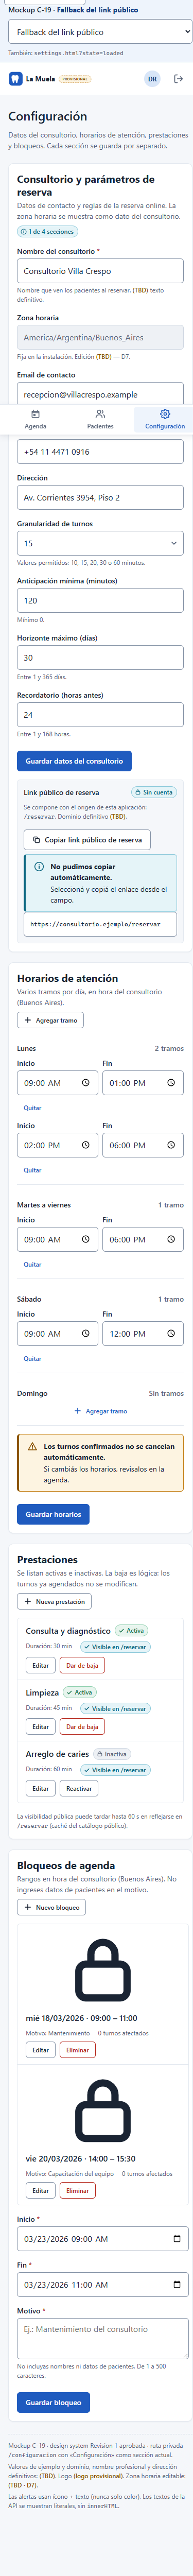 Mockup C-19 · Fallback del link público
Fallback del link público
También: settings.html?state=loaded
La Muela
PROVISIONAL
DR
Configuración
Datos del consultorio, horarios de atención, prestaciones
y bloqueos. Cada sección se guarda por separado.
Consultorio y parámetros de
reserva
Datos de contacto y reglas de la reserva online. La
zona horaria se muestra como dato del consultorio.
1 de 4 secciones
Nombre del consultorio *
Consultorio Villa Crespo
Nombre que ven los pacientes al reservar. (TBD) texto
definitivo.
Zona horaria
America/Argentina/Buenos_Aires
Fija en la instalación. Edición (TBD) — D7.
Email de contacto
recepcion@villacrespo.example
Agenda
Pacientes
Configuración
+54 11 4471 0916
Dirección
Av. Corrientes 3954, Piso 2
Granularidad de turnos
15
Valores permitidos: 10, 15, 20, 30 o 60 minutos.
Anticipación mínima (minutos)
120
Mínimo 0.
Horizonte máximo (días)
30
Entre 1 y 365 días.
Recordatorio (horas antes)
24
Entre 1 y 168 horas.
Guardar datos del consultorio
Link público de reserva
Sin cuenta
Se compone con el origen de esta aplicación:
/reservar. Dominio definitivo (TBD).
Copiar link público de reserva
No pudimos copiar
automáticamente.
Seleccioná y copiá el enlace desde el
campo.
https://consultorio.ejemplo/reservar
Horarios de atención
Varios tramos por día, en hora del consultorio
(Buenos Aires).
Agregar tramo
Lunes
2 tramos
Inicio
Fin
09:00 AM
01:00 PM
Quitar
Inicio
Fin
02:00 PM
06:00 PM
Quitar
Martes a viernes
1 tramo
Inicio
Fin
09:00 AM
06:00 PM
Quitar
Sábado
1 tramo
Inicio
Fin
09:00 AM
12:00 PM
Quitar
Domingo
Sin tramos
Agregar tramo
Los turnos confirmados no se cancelan
automáticamente.
Si cambiás los horarios, revisalos en la
agenda.
Guardar horarios
Prestaciones
Se listan activas e inactivas. La baja es lógica: los
turnos ya agendados no se modifican.
Nueva prestación
Consulta y diagnóstico
Activa
Duración: 30 min
Visible en /reservar
Editar
Dar de baja
Limpieza
Activa
Duración: 45 min
Visible en /reservar
Editar
Dar de baja
Arreglo de caries
Inactiva
Duración: 60 min
Visible en /reservar
Editar
Reactivar
La visibilidad pública puede tardar hasta 60 s en reflejarse en
/reservar (caché del catálogo público).
Bloqueos de agenda
Rangos en hora del consultorio (Buenos Aires). No
ingreses datos de pacientes en el motivo.
Nuevo bloqueo
mié 18/03/2026 · 09:00 – 11:00
Motivo: Mantenimiento
0 turnos afectados
Editar
Eliminar
vie 20/03/2026 · 14:00 – 15:30
Motivo: Capacitación del equipo
0 turnos afectados
Editar
Eliminar
Inicio *
03/23/2026 09:00 AM
Fin *
03/23/2026 11:00 AM
Motivo *
Ej.: Mantenimiento del consultorio
No incluyas nombres ni datos de pacientes. De 1 a 500
caracteres.
Guardar bloqueo
Mockup C-19 · design system Revision 1 aprobada · ruta privada
/configuracion con «Configuración» como sección actual.
Valores de ejemplo y dominio, nombre profesional y dirección
definitivos: (TBD). Logo (logo provisional). Zona horaria editable:
(TBD · D7).
Las alertas usan ícono + texto (nunca solo color). Los textos de la
API se muestran literales, sin innerHTML.